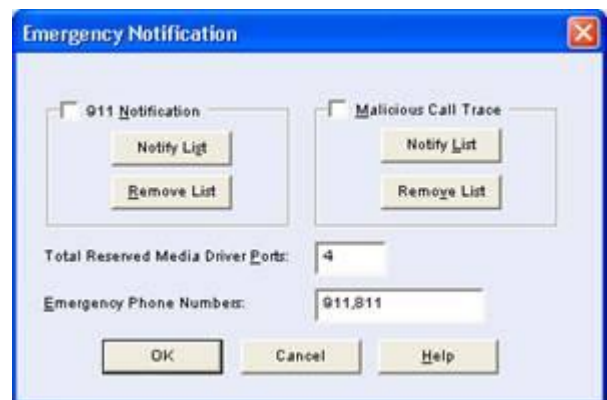 Emergency Notification
911 Notification
Malicious Call Trace
Notify List
Notify List
Remove List
Remove List
Total Reserved Media Driver Ports: 4
Emergency Phone Numbers: 911,811
OK
Cancel
Help